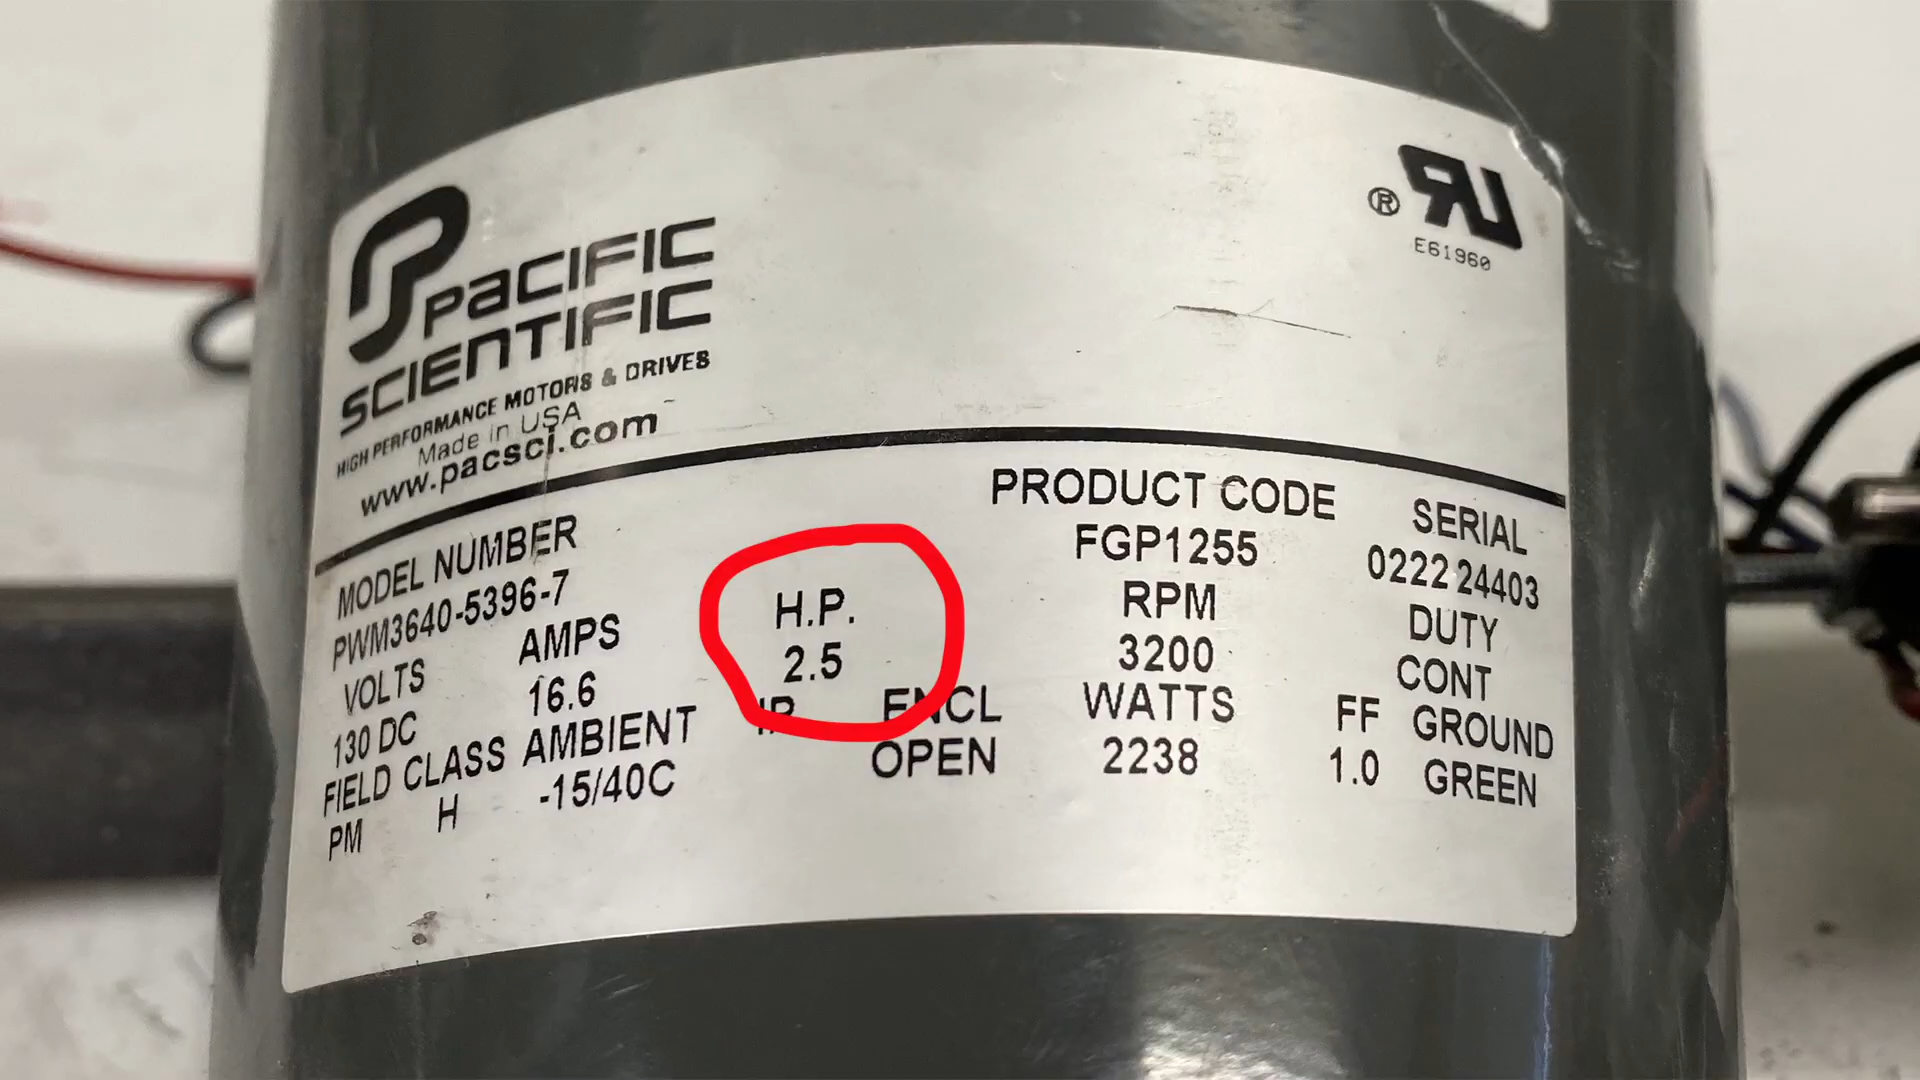 PACIFIC
SCIENTIFIC
HIGH PERFORMANCE MOTORS & DRIVES
Made in USA
www.pacsci.com
® RU
E61960
MODEL NUMBER PRODUCT CODE SERIAL
PWM3640-5396-7 FGP1255 0222 24403
VOLTS AMPS H.P. RPM DUTY
130 DC 16.6 2.5 3200 CONT
FIELD CLASS AMBIENT IP ENCL WATTS FF GROUND
PM H -15/40C OPEN 2238 1.0 GREEN